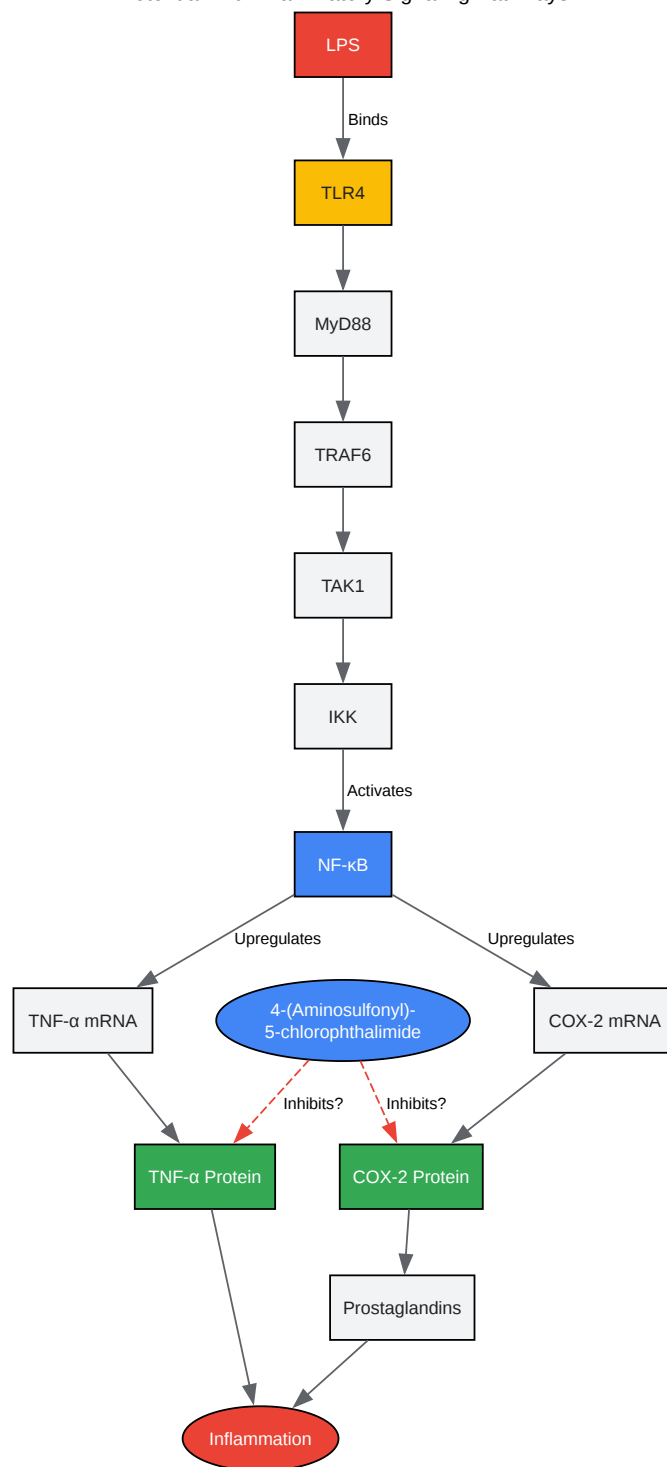 LPS
Binds
TLR4
MyD88
TRAF6
TAK1
IKK
Activates
NF-κB
Upregulates
Upregulates
TNF-α mRNA
4-(Aminosulfonyl)-
5-chlorophthalimide
COX-2 mRNA
Inhibits?
Inhibits?
TNF-α Protein
COX-2 Protein
Prostaglandins
Inflammation